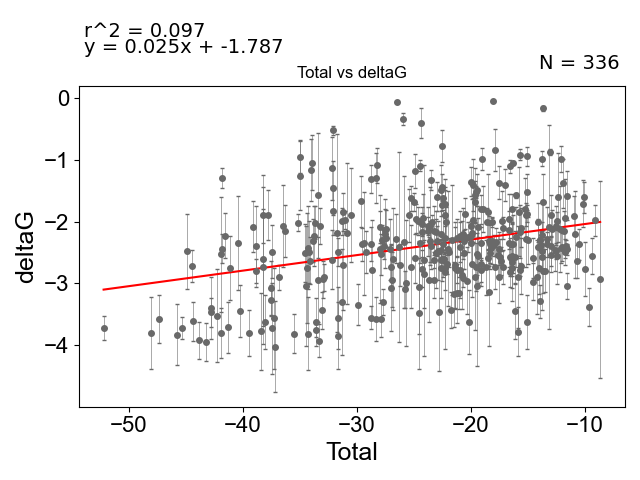 r^2 = 0.097
y = 0.025x + -1.787
N = 336
Total vs deltaG
0
−1
−2
−3
−4
deltaG
−50
−40
−30
−20
−10
Total